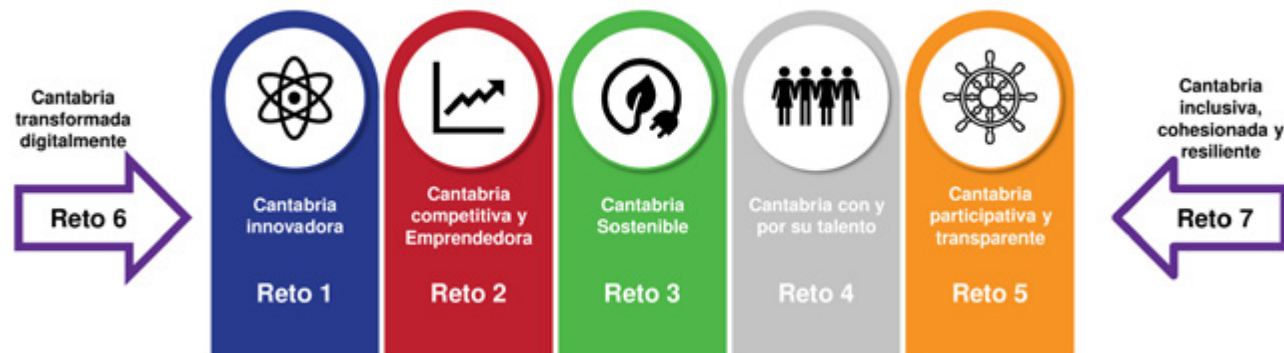 Cantabria
transformada
digitalmente
Reto 6
Cantabria
innovadora
Reto 1
Cantabria
competitiva y
Emprendedora
Reto 2
Cantabria
Sostenible
Reto 3
Cantabria con y
por su talento
Reto 4
Cantabria
participativa y
transparente
Reto 5
Cantabria
inclusiva,
cohesionada y
resiliente
Reto 7